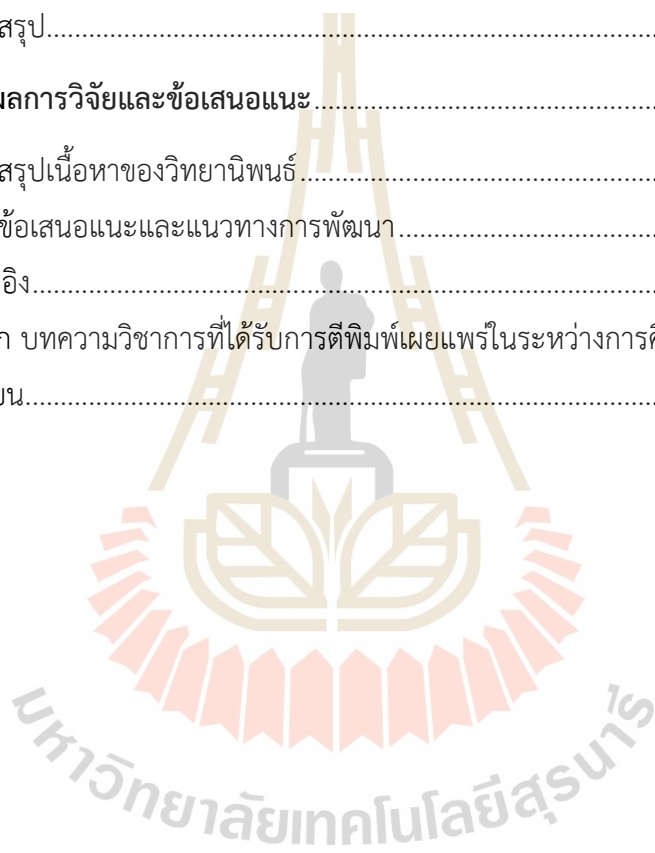 สรุป
ผลการวิจัยและข้อเสนอแนะ
สรุปเนื้อหาของวิทยานิพนธ์
ข้อเสนอแนะและแนวทางการพัฒนา
อิง
ก บทความวิชาการที่ได้รับการตีพิมพ์เผยแพร่ในระหว่างการศึ
ยน
มหาวิทยาลัยเทคโนโลยีสุรนารี